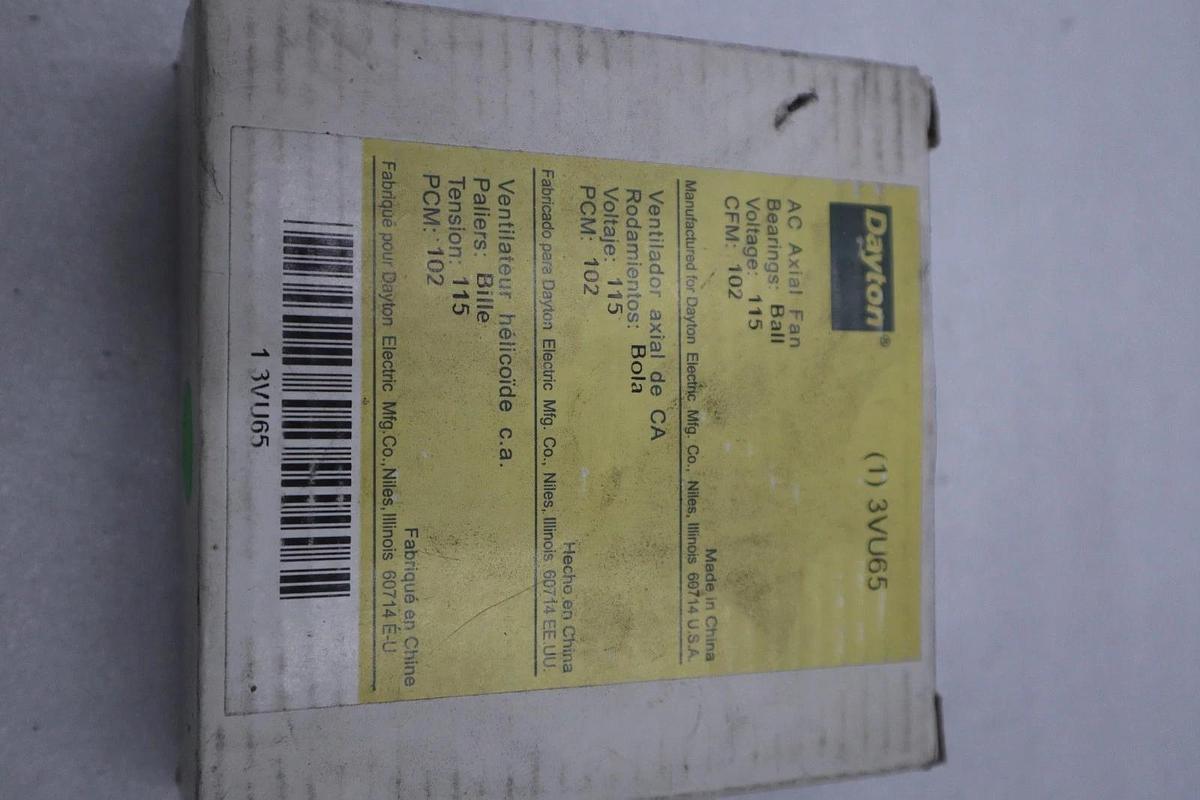 Dayton®
(1) 3VU65
AC Axial Fan
Bearings: Ball
Voltage: 115
CFM: 102
Made in China
Manufactured for Dayton Electric Mfg. Co., Niles, Illinois 60714 U.S.A.
Ventilador axial de CA
Rodamientos: Bola
Voltaje: 115
PCM: 102
Hecho en China
Fabricado para Dayton Electric Mfg. Co., Niles, Illinois 60714 EE.UU.
Ventilateur hélicoïde c.a.
Paliers: Bille
Tension: 115
PCM: 102
Fabriqué en Chine
Fabriqué pour Dayton Electric Mfg.Co.,Niles, Illinois 60714 É-U
1 3VU65